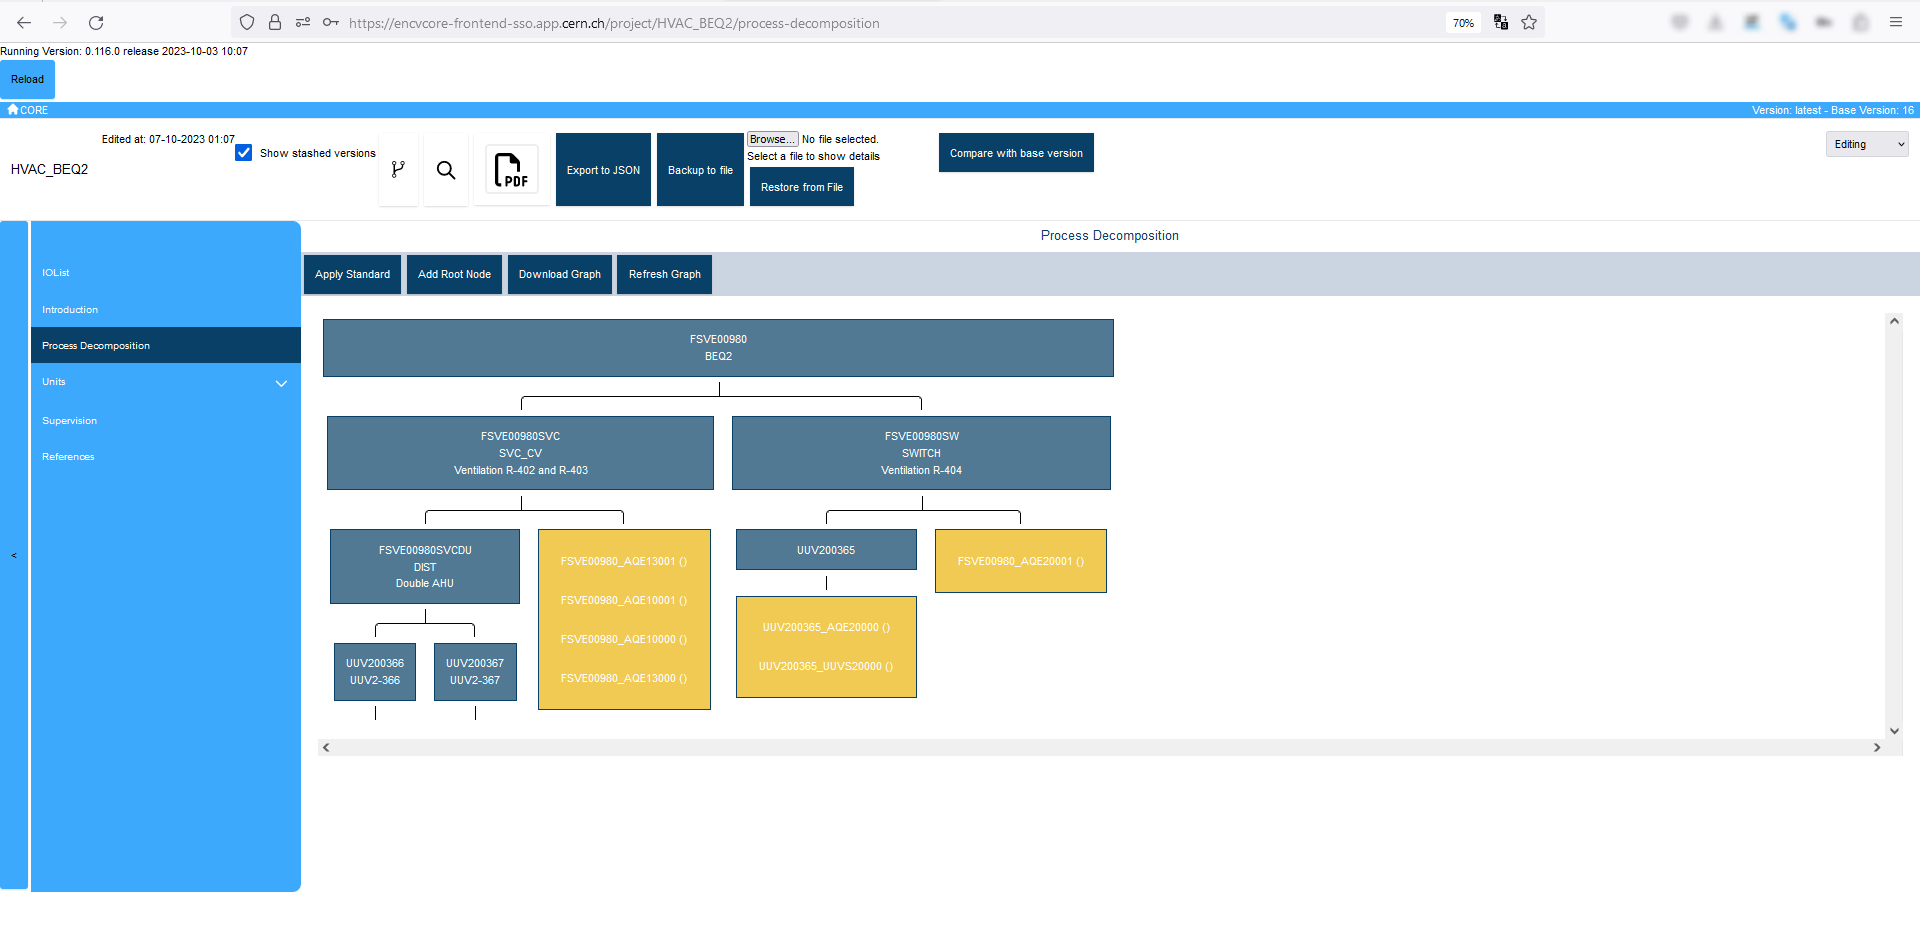 https://encvcore-frontend-sso.app.cern.ch/project/HVAC_BEQ2/process-decomposition
70%
Running Version: 0.116.0 release 2023-10-03 10:07
Reload
CORE
Version: latest - Base Version: 16
HVAC_BEQ2
Edited at: 07-10-2023 01:07
Show stashed versions
PDF
Export to JSON
Backup to file
Browse... No file selected.
Select a file to show details
Restore from File
Compare with base version
Editing
<
IOList
Introduction
Process Decomposition
Units
Supervision
References
Process Decomposition
Apply Standard
Add Root Node
Download Graph
Refresh Graph
FSVE00980
BEQ2
FSVE00980SVC
SVC_CV
Ventilation R-402 and R-403
FSVE00980SW
SWITCH
Ventilation R-404
FSVE00980SVCDU
DIST
Double AHU
FSVE00980_AQE13001 ()
FSVE00980_AQE10001 ()
FSVE00980_AQE10000 ()
FSVE00980_AQE13000 ()
UUV200365
FSVE00980_AQE20001 ()
UUV200365_AQE20000 ()
UUV200365_UUVS20000 ()
UUV200366
UUV2-366
UUV200367
UUV2-367